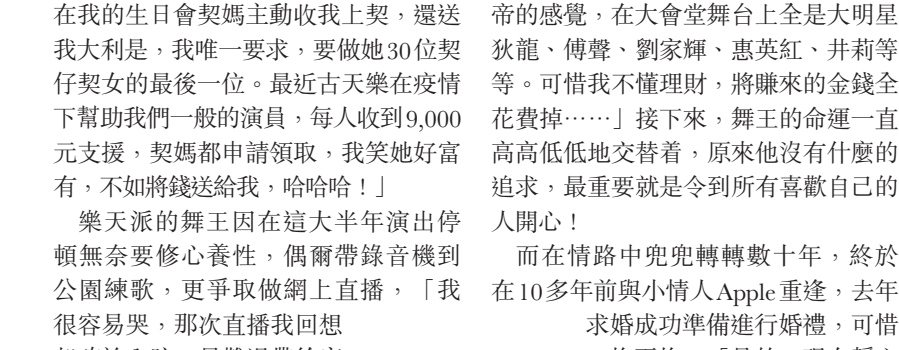 在我的生日會契媽主動收我上契，還送
我大利是，我唯一要求，要做她30位契
仔契女的最後一位。最近古天樂在疫情
下幫助我們一般的演員，每人收到9,000
元支援，契媽都申請領取，我笑她好富
有，不如將錢送給我，哈哈哈！」
樂天派的舞王因在這大半年演出停
頓無奈要修心養性，偶爾帶錄音機到
公園練歌，更爭取做網上直播，「我
很容易哭，那次直播我回想
帝的感覺，在大會堂舞台上全是大明星
狄龍、傅聲、劉家輝、惠英紅、井莉等
等。可惜我不懂理財，將賺來的金錢全
花費掉……」接下來，舞王的命運一直
高高低低地交替着，原來他沒有什麼的
追求，最重要就是令到所有喜歡自己的
人開心！
而在情路中兜兜轉轉數十年，終於
在10多年前與小情人Apple重逢，去年
求婚成功準備進行婚禮，可惜